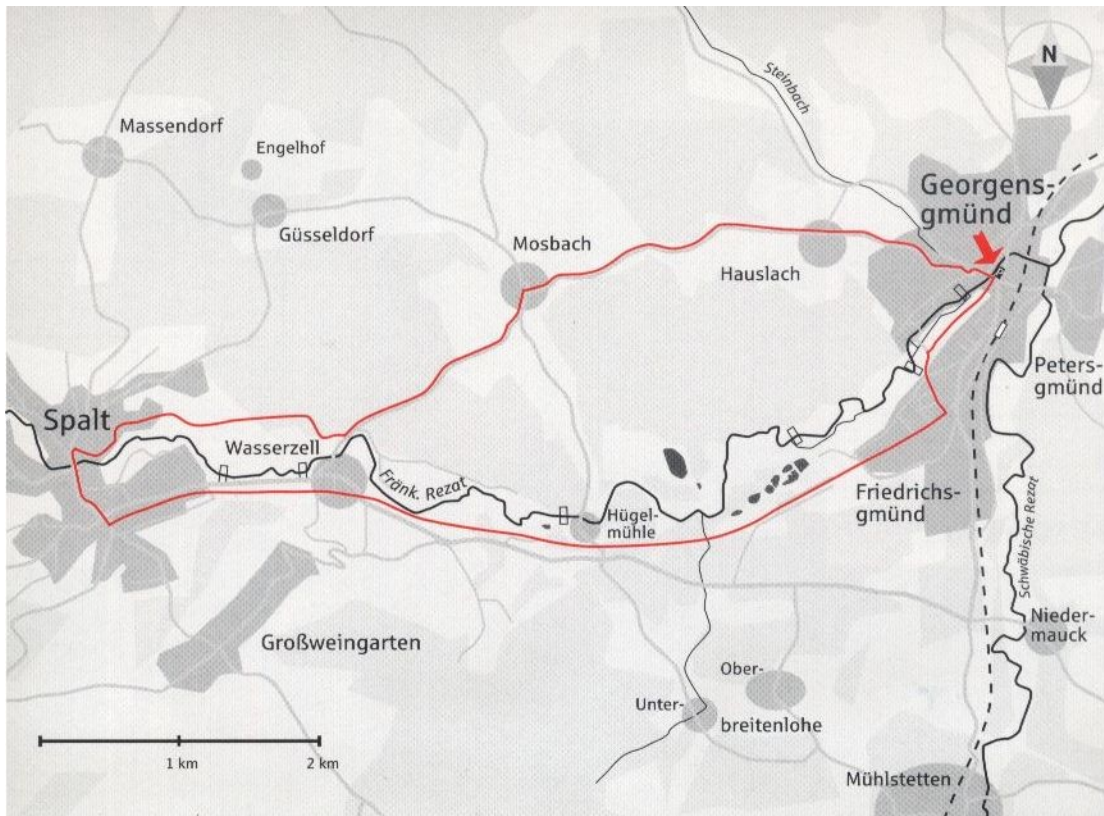 N
Steinbach
Massendorf
Engelhof
Georgens-
gmünd
Güsseldorf
Mosbach
Hauslach
Peters-
gmünd
Spalt
Wasserzell
Fränk. Rezat
Hügel-
mühle
Friedrichs-
gmünd
Schwäbische Rezat
Nieder-
mauck
Großweingarten
Ober-
Unter-
breitenlohe
1 km
2 km
Mühlstetten